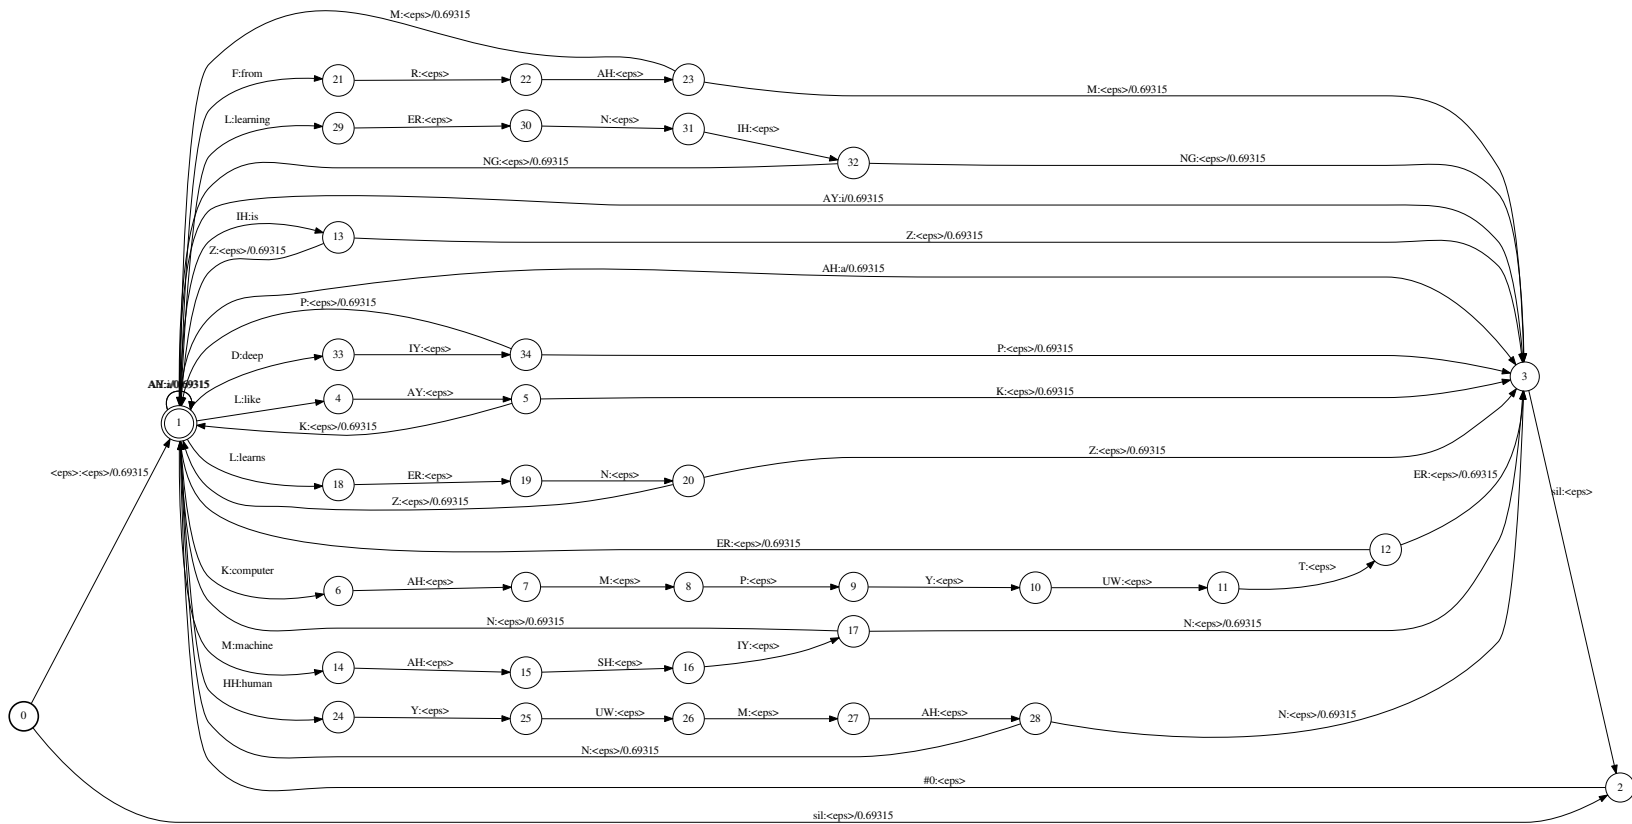 M:<eps>/0.69315
F:from
21
R:<eps>
22
AH:<eps>
23
M:<eps>/0.69315
L:learning
29
ER:<eps>
30
N:<eps>
31
IH:<eps>
32
NG:<eps>/0.69315
NG:<eps>/0.69315
AY:i/0.69315
IH:is
13
Z:<eps>/0.69315
Z:<eps>/0.69315
AH:a/0.69315
P:<eps>/0.69315
D:deep
33
IY:<eps>
34
P:<eps>/0.69315
3
L:like
4
AY:<eps>
5
K:<eps>/0.69315
1
K:<eps>/0.69315
<eps>:<eps>/0.69315
L:learns
18
ER:<eps>
19
N:<eps>
20
Z:<eps>/0.69315
Z:<eps>/0.69315
ER:<eps>/0.69315
sil:<eps>
ER:<eps>/0.69315
12
K:computer
6
AH:<eps>
7
M:<eps>
8
P:<eps>
9
Y:<eps>
10
UW:<eps>
11
T:<eps>
N:<eps>/0.69315
17
N:<eps>/0.69315
M:machine
14
AH:<eps>
15
SH:<eps>
16
IY:<eps>
HH:human
0
24
Y:<eps>
25
UW:<eps>
26
M:<eps>
27
AH:<eps>
28
N:<eps>/0.69315
N:<eps>/0.69315
#0:<eps>
2
sil:<eps>/0.69315